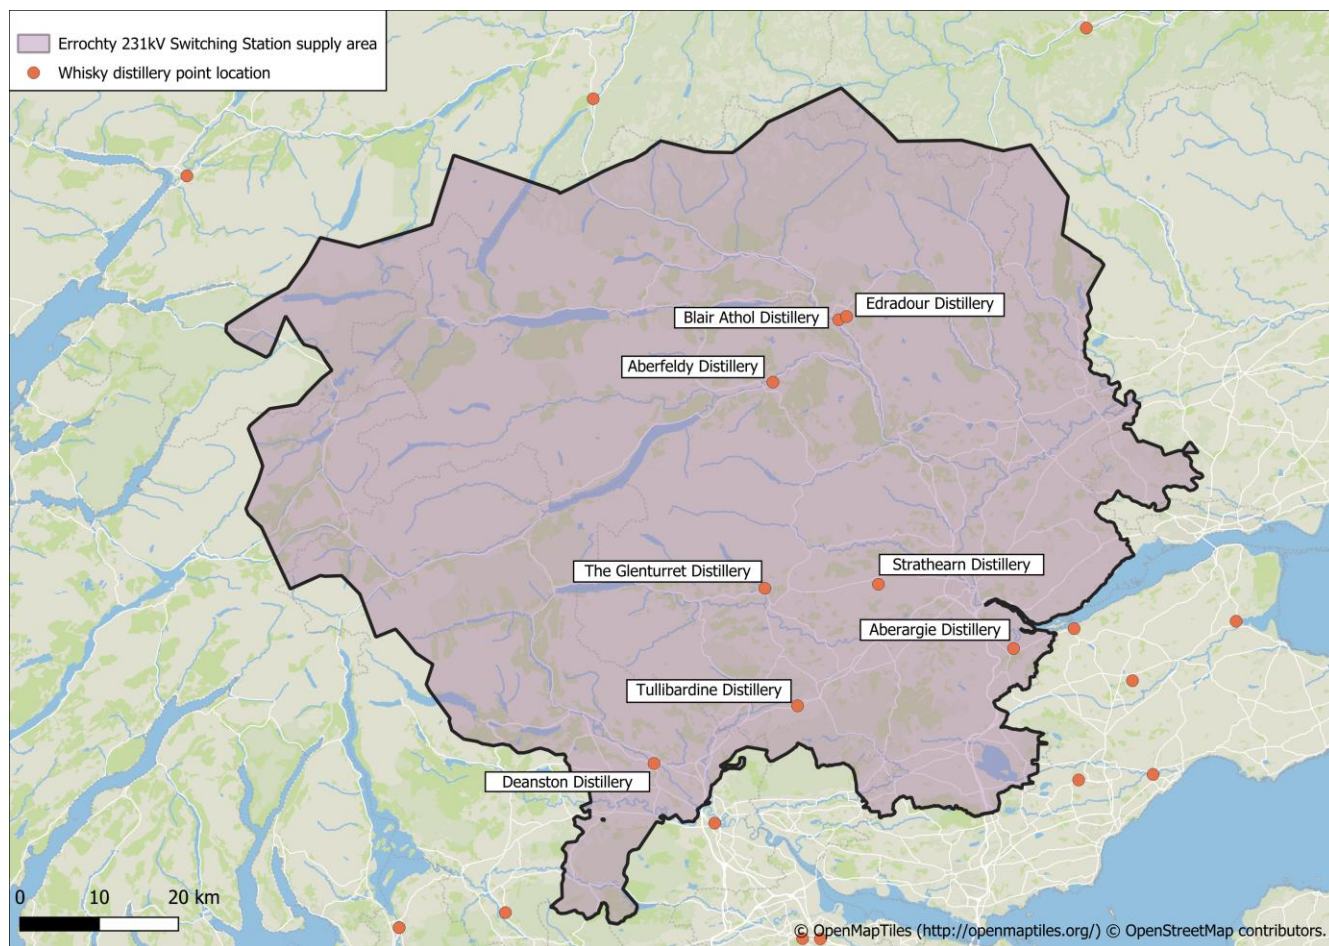 Errochty 231kV Switching Station supply area
Whisky distillery point location
Edradour Distillery
Blair Athol Distillery
Aberfeldy Distillery
Strathearn Distillery
The Glenturret Distillery
Aberargie Distillery
Tullibardine Distillery
Deanston Distillery
0 10 20 km
© OpenMapTiles (http://openmaptiles.org/) © OpenStreetMap contributors.